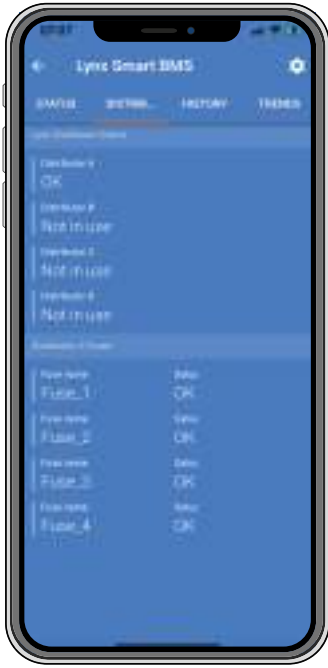 Lynx Smart BMS
STATUS DISTRIB... HISTORY TRENDS
Distributor A
OK
Distributor B
Not in use
Distributor C
Not in use
Distributor D
Not in use
Fuse name Status
Fuse_1 OK
Fuse name Status
Fuse_2 OK
Fuse name Status
Fuse_3 OK
Fuse name Status
Fuse_4 OK